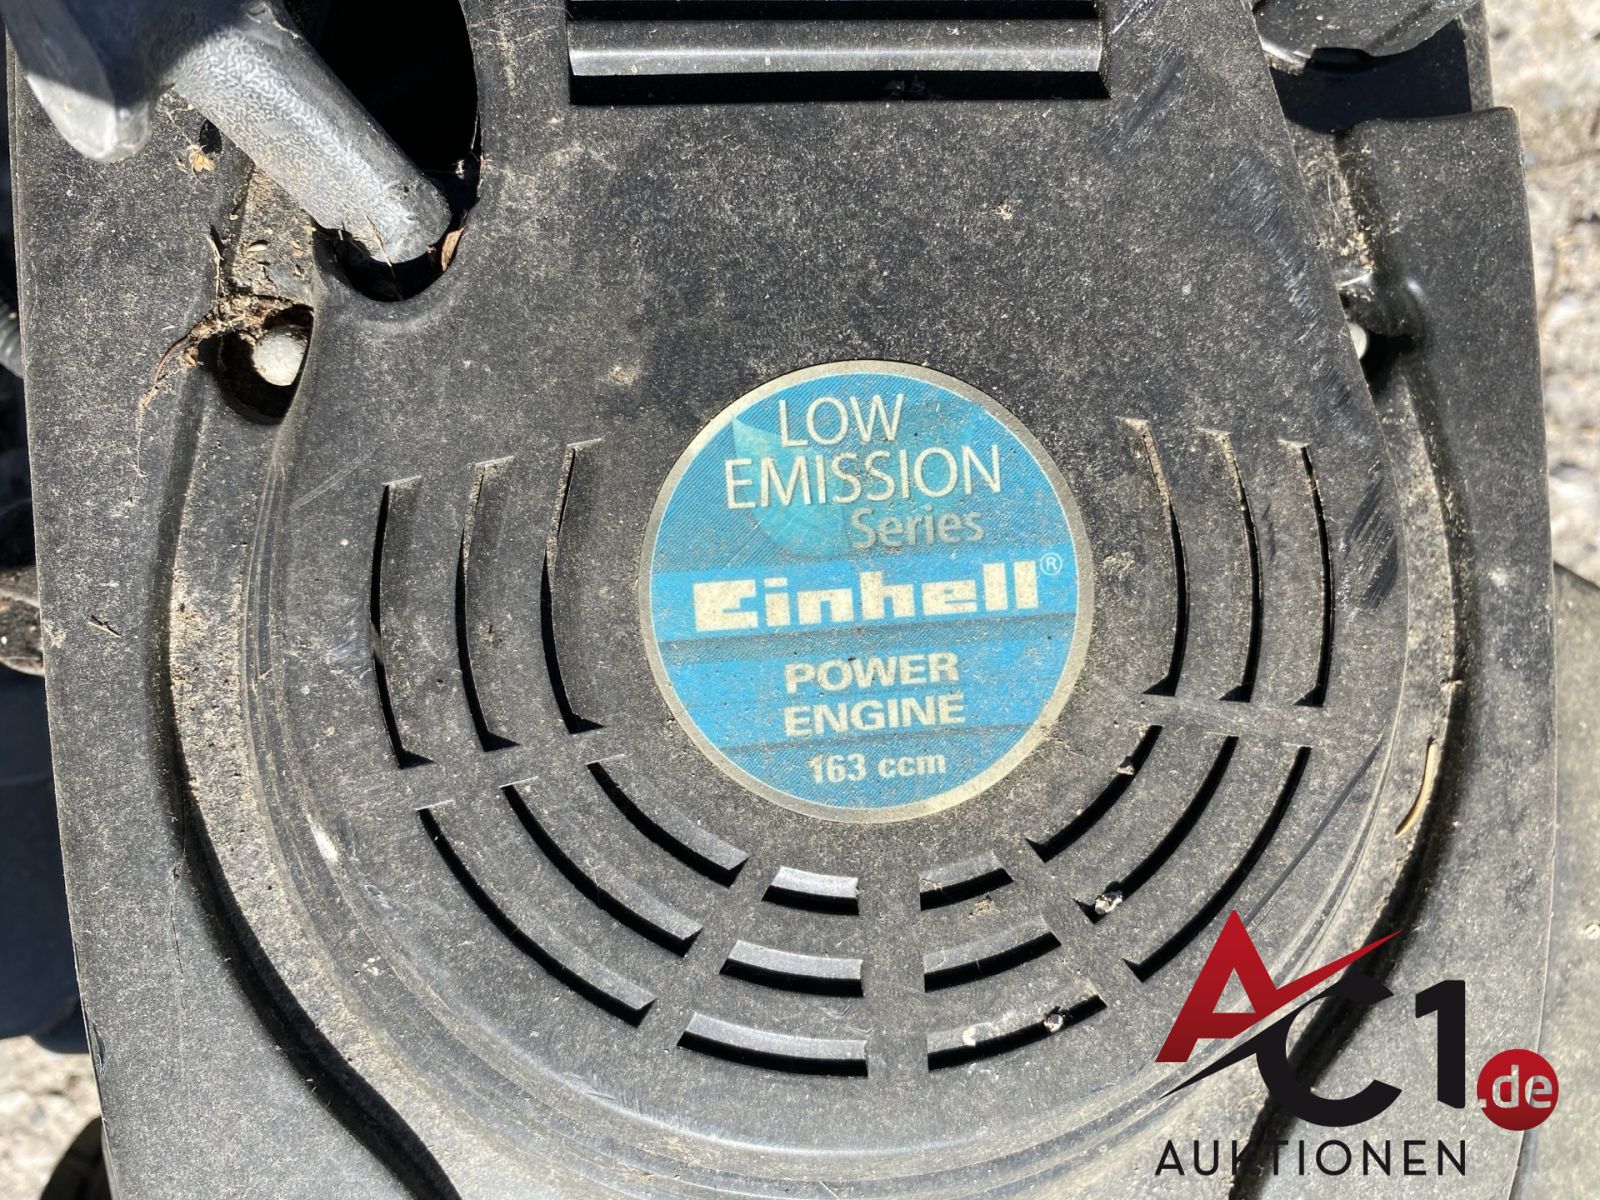 LOW
EMISSION
Series
Einhell®
POWER
ENGINE
163 ccm
AC1.de
AUKTIONEN